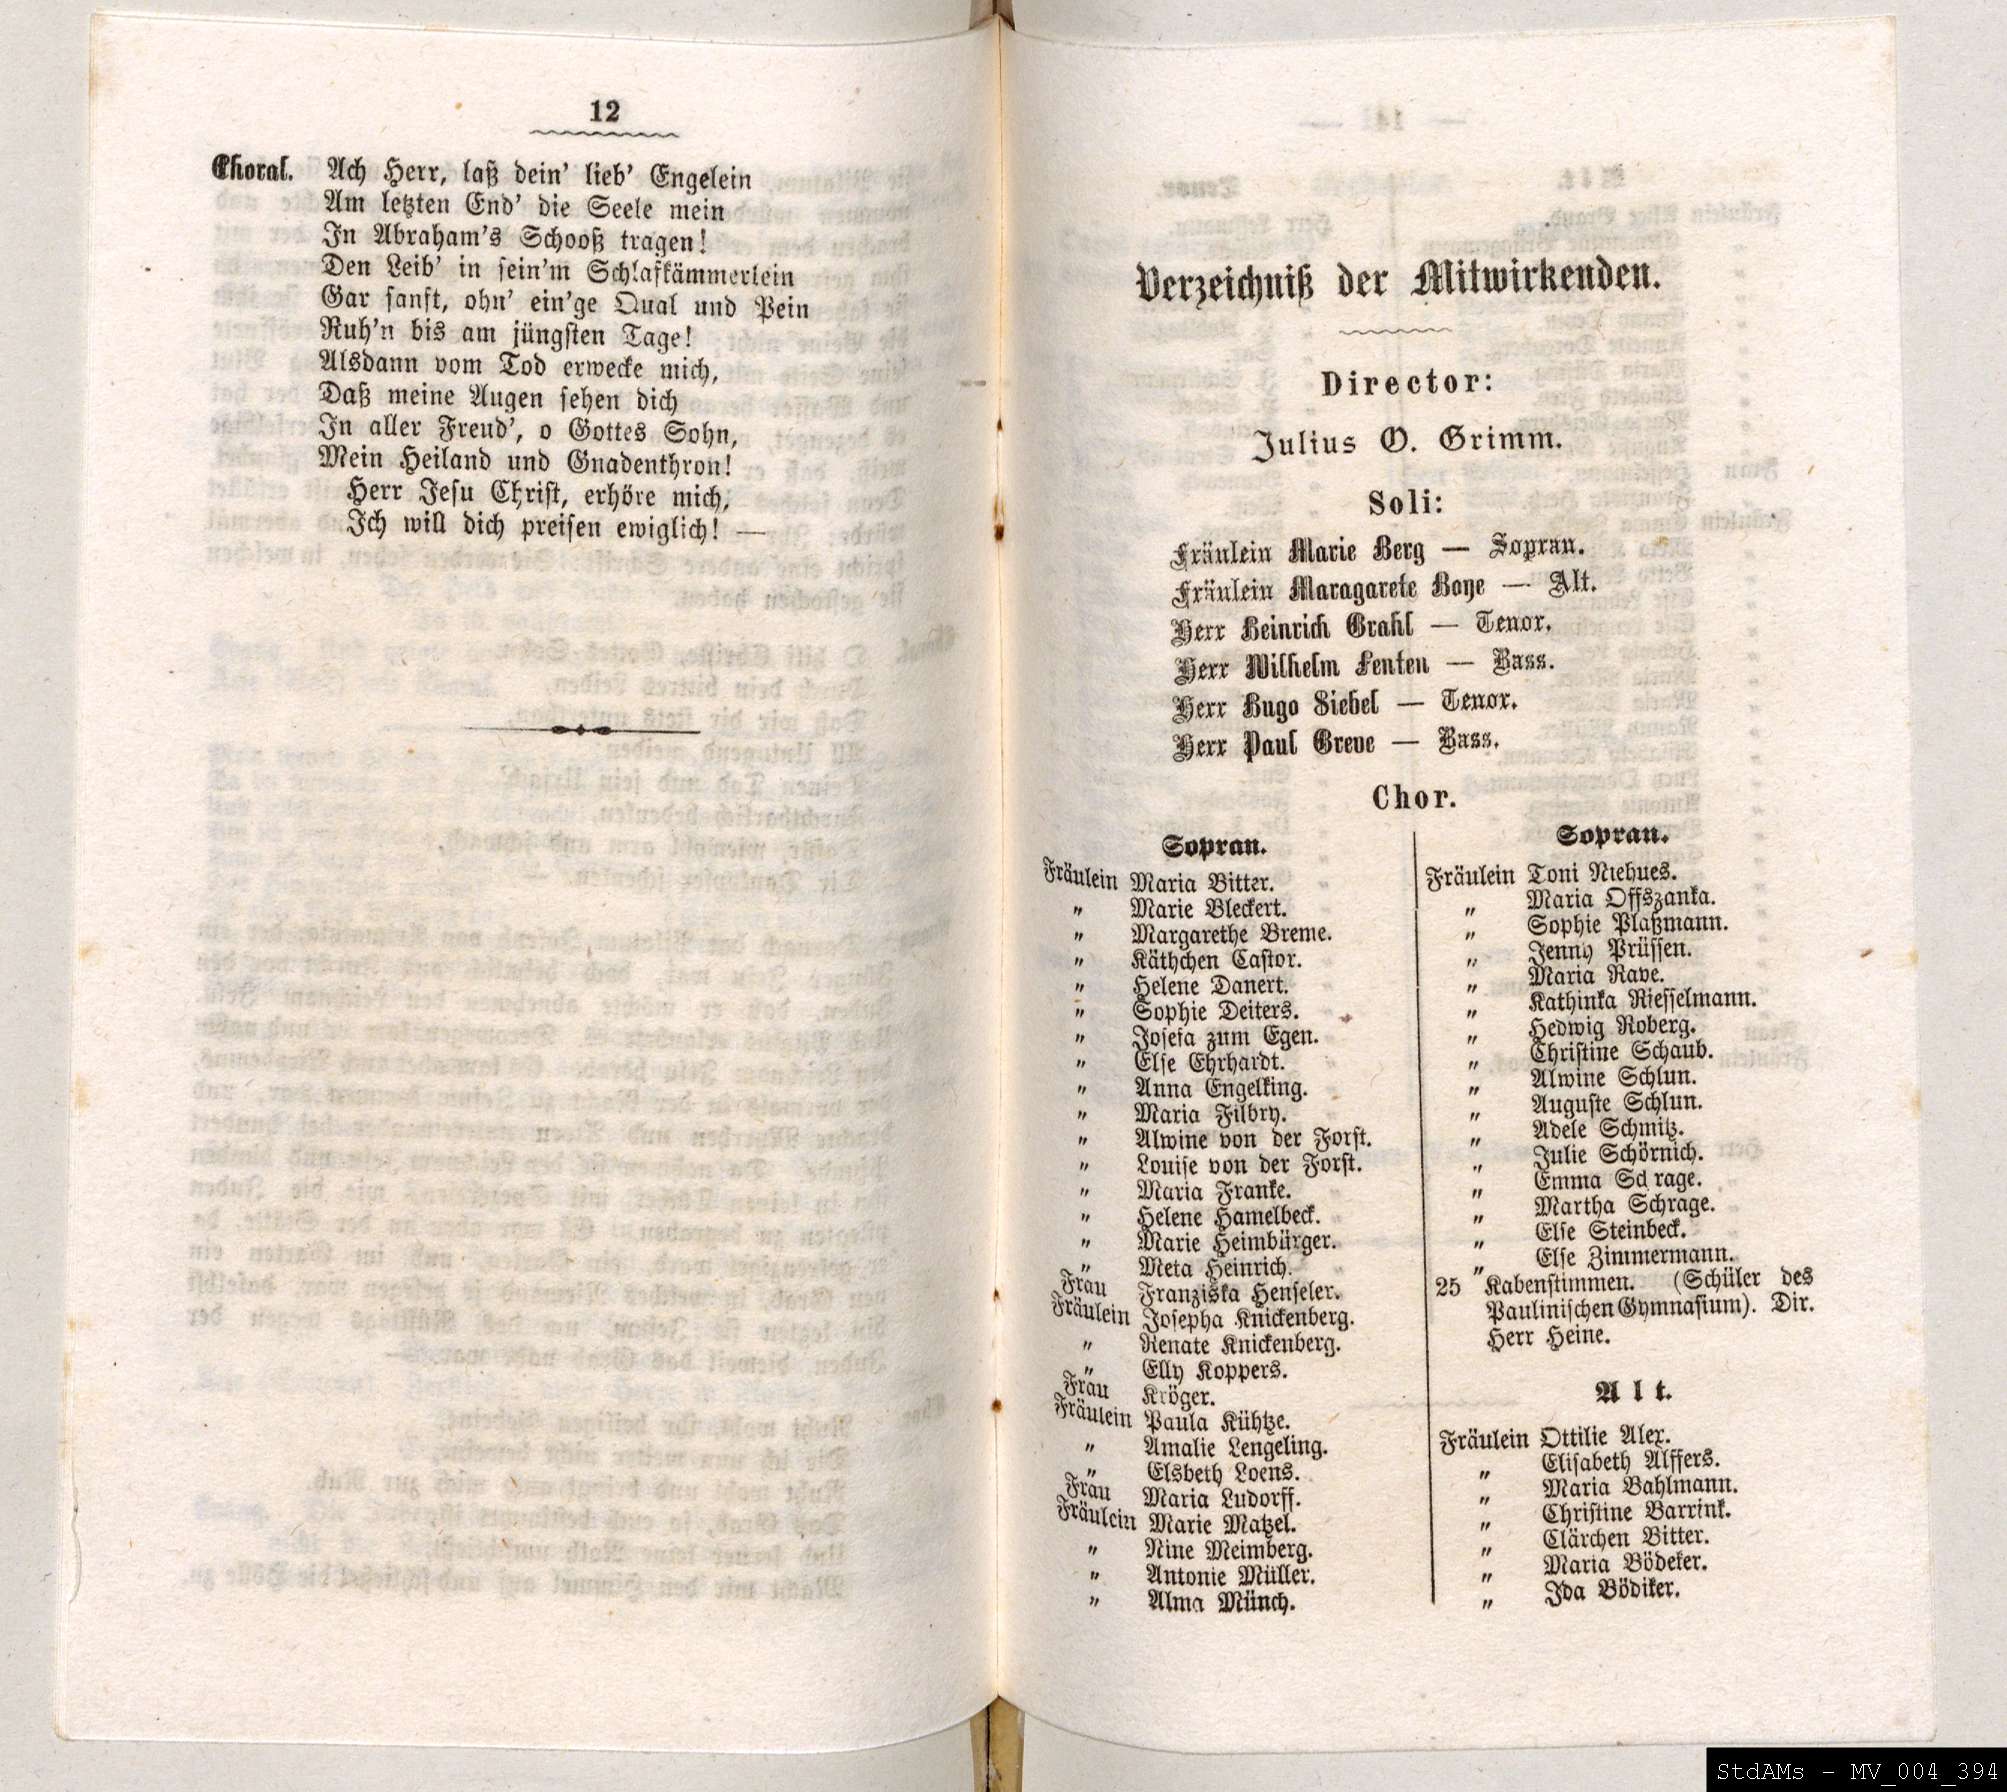 12
Choral. Ach Herr, laß dein' lieb' Engelein
Am letzten End' die Seele mein
In Abraham's Schooß tragen!
Den Leib' in sein'm Schlafkämmerlein
Gar sanft, ohn' ein'ge Qual und Pein
Ruh'n bis am jüngsten Tage!
Alsdann vom Tod erwecke mich,
Daß meine Augen sehen dich
In aller Freud', o Gottes Sohn,
Mein Heiland und Gnadenthron!
Herr Jesu Christ, erhöre mich,
Ich will dich preisen ewiglich! —
Verzeichniß der Mitwirkenden.
Director:
Julius O. Grimm.
Soli:
Fräulein Marie Berg — Sopran.
Fräulein Maragarete Boye — Alt.
Herr Heinrich Grahl — Tenor.
Herr Wilhelm Fenten — Bass.
Herr Hugo Siebel — Tenor.
Herr Paul Greve — Bass.
Chor.
Sopran.
Fräulein Maria Bitter.
„ Marie Bleckert.
„ Margarethe Breme.
„ Käthchen Castor.
„ Helene Danert.
„ Sophie Deiters.
„ Josefa zum Egen.
„ Else Ehrhardt.
„ Anna Engelking.
„ Maria Filbry.
„ Alwine von der Forst.
„ Louise von der Forst.
„ Maria Franke.
„ Helene Hamelbeck.
„ Marie Heimbürger.
„ Meta Heinrich.
Frau Franziska Henseler.
Fräulein Josepha Knickenberg.
„ Renate Knickenberg.
„ Elly Koppers.
Frau Kröger.
Fräulein Paula Kühtze.
„ Amalie Lengeling.
„ Elsbeth Loens.
Frau Maria Ludorff.
Fräulein Marie Matzel.
„ Nine Meimberg.
„ Antonie Müller.
„ Alma Münch.
Sopran.
Fräulein Toni Niehues.
„ Maria Offszanka.
„ Sophie Plaßmann.
„ Jenny Prüssen.
„ Maria Rave.
„ Kathinka Riesselmann.
„ Hedwig Roberg.
„ Christine Schaub.
„ Alwine Schlun.
„ Auguste Schlun.
„ Adele Schmitz.
„ Julie Schörnich.
„ Emma Schrage.
„ Martha Schrage.
„ Else Steinbeck.
„ Else Zimmermann.
25 Kabenstimmen. (Schüler des
Paulinischen Gymnasium). Dir.
Herr Heine.
Alt.
Fräulein Ottilie Alex.
„ Elisabeth Alffers.
„ Maria Bahlmann.
„ Christine Barrink.
„ Clärchen Bitter.
„ Maria Bödeker.
„ Ida Bödiker.
StdAMs – MV_004_394